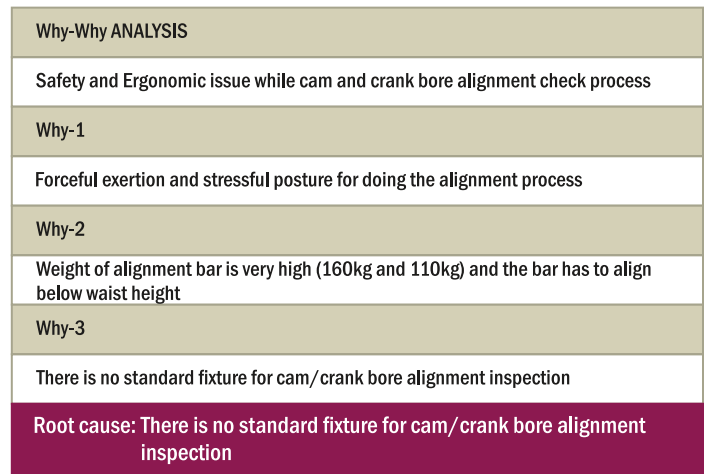 Why-Why ANALYSIS
Safety and Ergonomic issue while cam and crank bore alignment check process
Why-1
Forceful exertion and stressful posture for doing the alignment process
Why-2
Weight of alignment bar is very high (160kg and 110kg) and the bar has to align
below waist height
Why-3
There is no standard fixture for cam/crank bore alignment inspection
Root cause: There is no standard fixture for cam/crank bore alignment
inspection